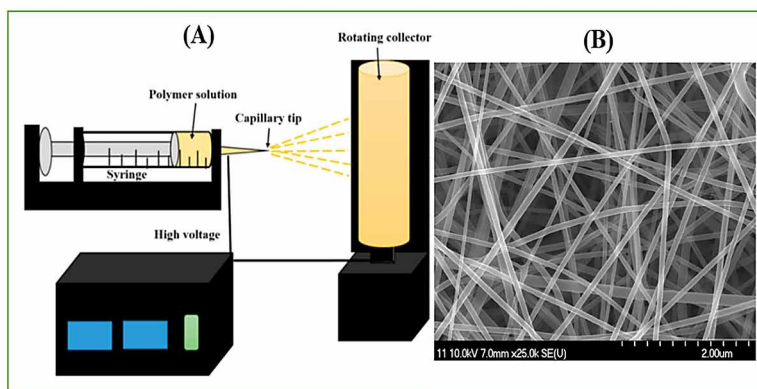 (A)
Rotating collector
Polymer solution
Capillary tip
Syringe
High voltage
(B)
11 10.0kV 7.0mm x25.0k SE(U)
2.00um